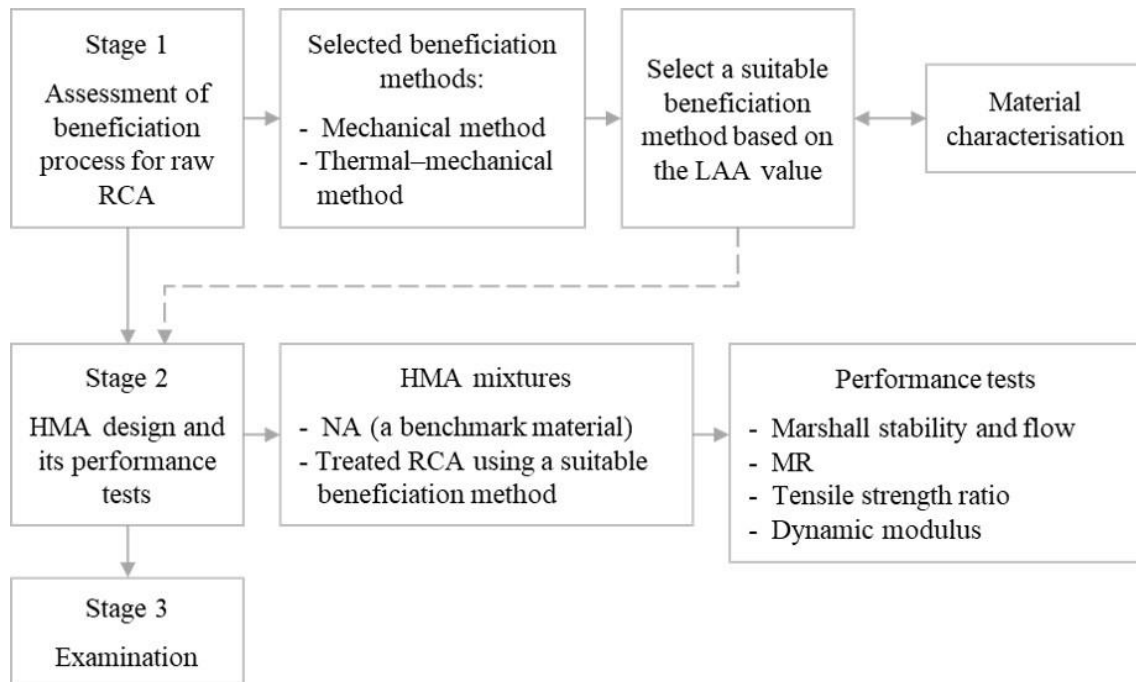 Stage 1
Assessment of
beneficiation
process for raw
RCA
Selected beneficiation
methods:
- Mechanical method
- Thermal–mechanical
method
Select a suitable
beneficiation
method based on
the LAA value
Material
characterisation
Stage 2
HMA design and
its performance
tests
HMA mixtures
- NA (a benchmark material)
- Treated RCA using a suitable
beneficiation method
Performance tests
- Marshall stability and flow
- MR
- Tensile strength ratio
- Dynamic modulus
Stage 3
Examination